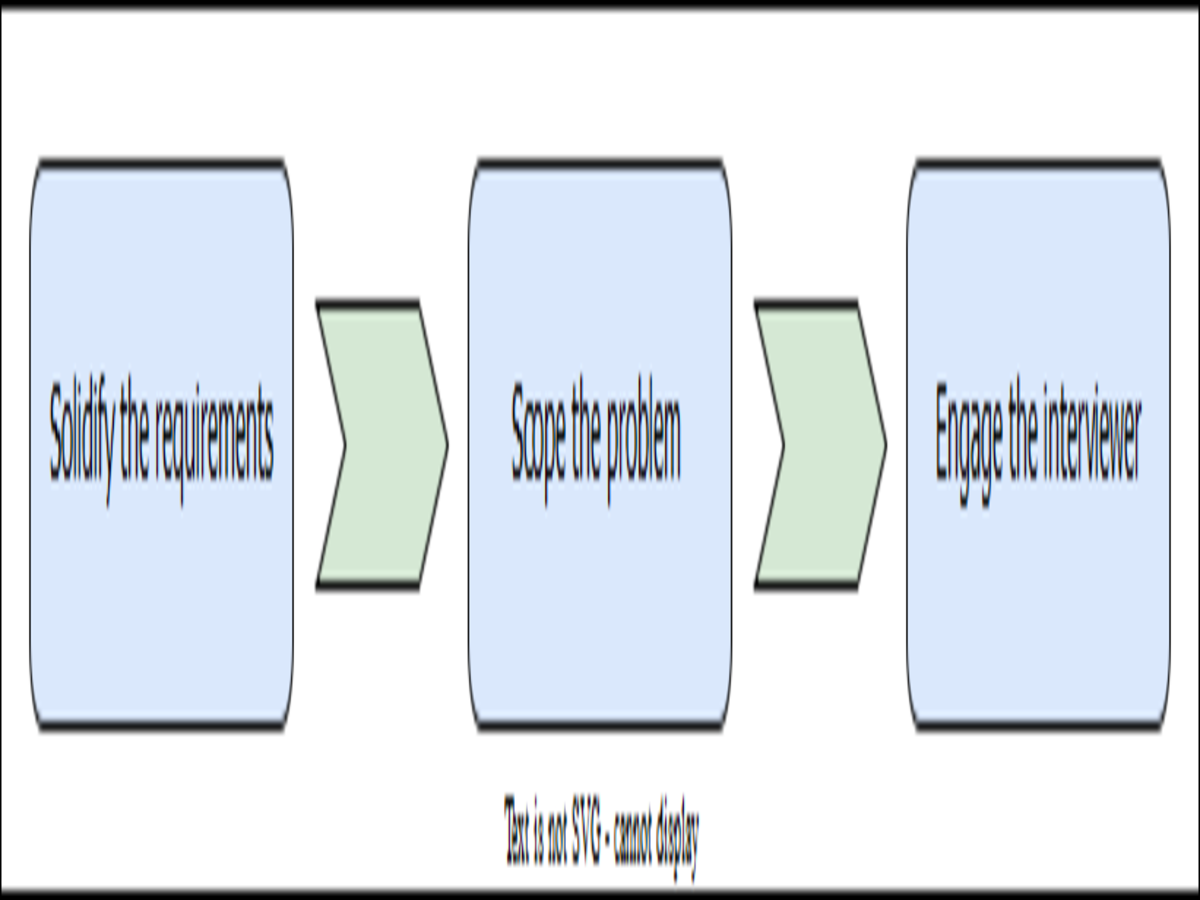 Solidify the requirements
Scope the problem
Engage the interviewer
Text is not SVG - cannot display